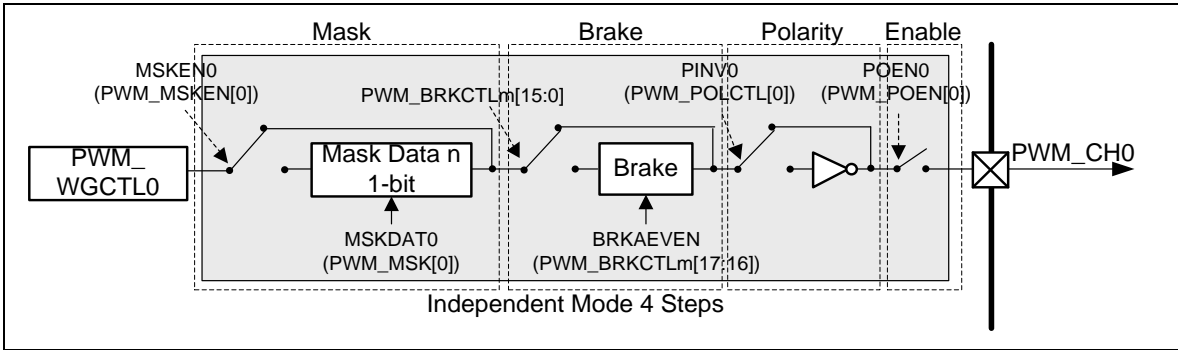 Mask
Brake
Polarity
Enable
MSKEN0
(PWM_MSKEN[0])
PWM_BRKCTLm[15:0]
PINV0
(PWM_POLCTL[0])
POEN0
(PWM_POEN[0])
PWM_
WGCTL0
Mask Data n
1-bit
Brake
PWM_CH0
MSKDAT0
(PWM_MSK[0])
BRKAEVEN
(PWM_BRKCTLm[17:16])
Independent Mode 4 Steps